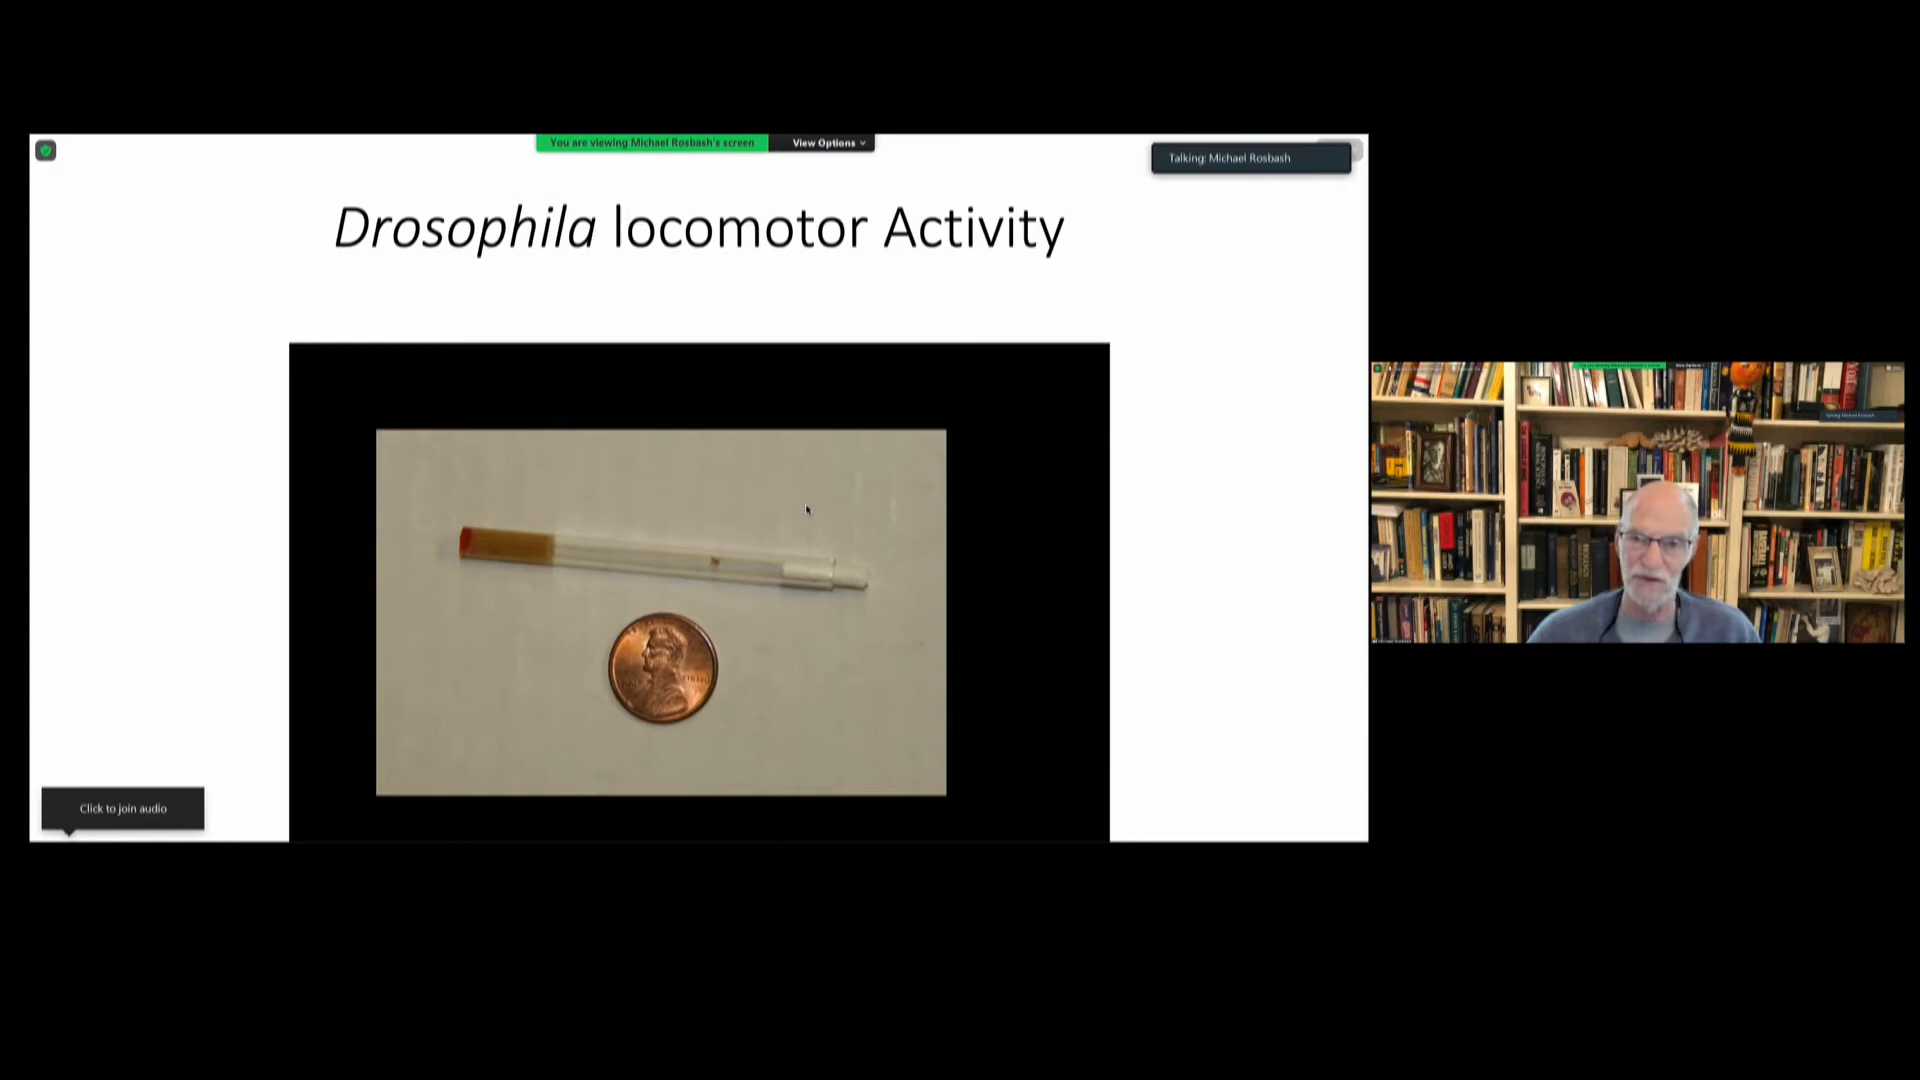 You are viewing Michael Rosbash's screen
View Options
Talking: Michael Rosbash
Drosophila locomotor Activity
Click to join audio